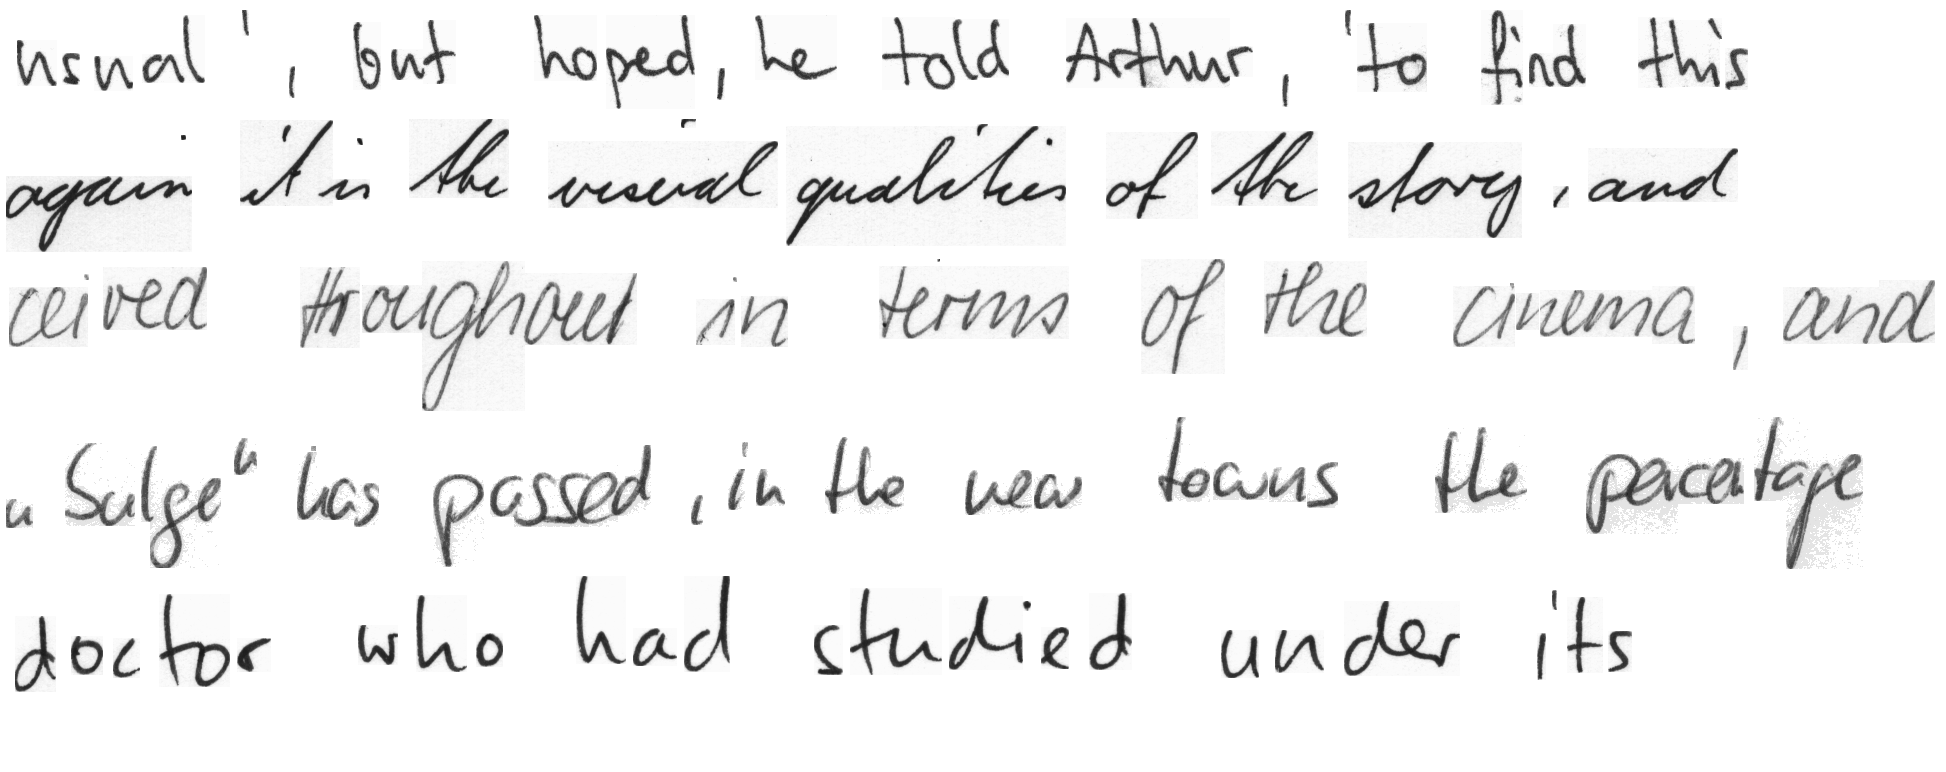 usual', but hoped, he told Arthur, 'to find this
again it is the visual qualities of the story, and
ceived throughout in terms of the cinema, and
"Sulge" has passed, in the new towns the percentage
doctor who had studied under its